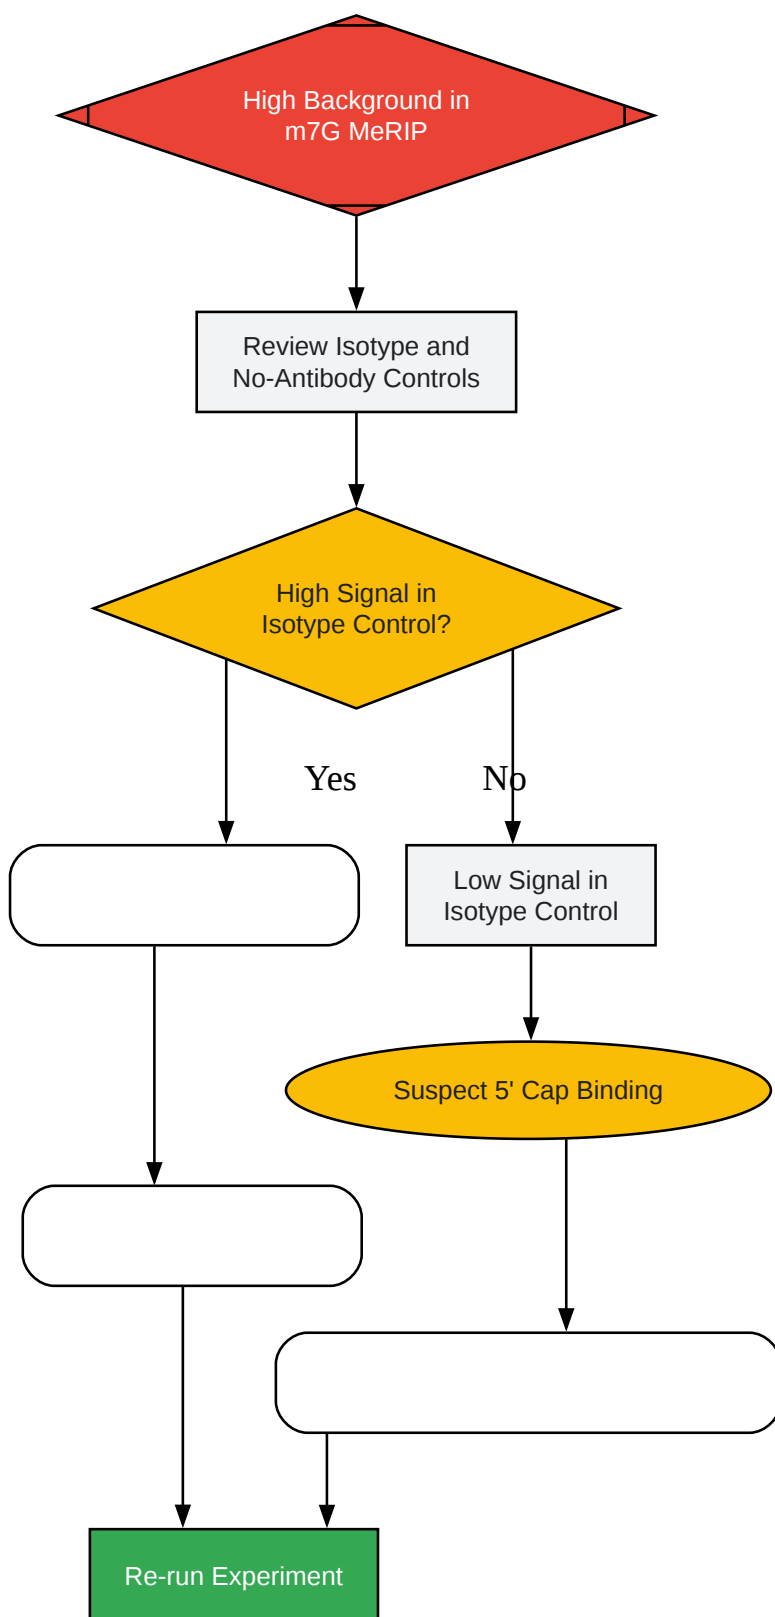 High Background in
m7G MeRIP
Review Isotype and
No-Antibody Controls
High Signal in
Isotype Control?
Yes
No
Low Signal in
Isotype Control
Suspect 5' Cap Binding
Re-run Experiment